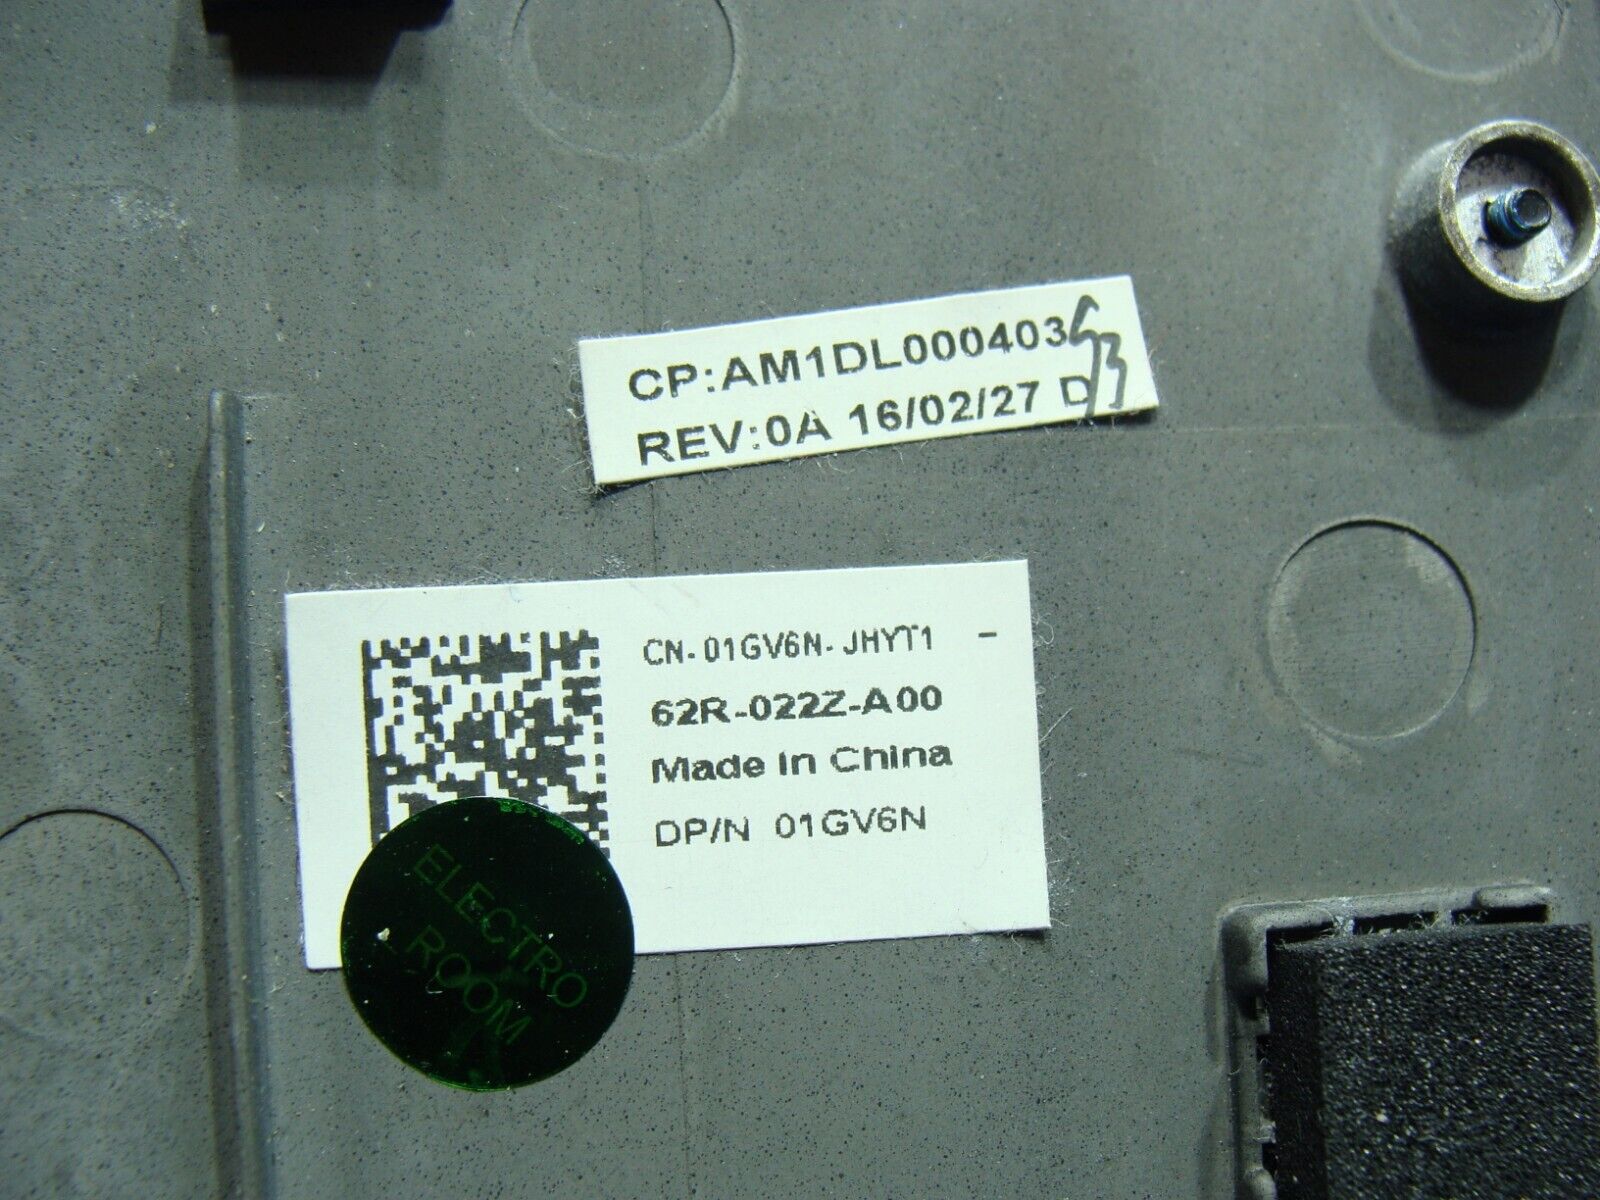 CP:AM1DL000403
REV:0A 16/02/27 D
CN-01GV6N-JHYT1 -
62R-022Z-A00
Made In China
DP/N 01GV6N
ELECTRO
ROOM